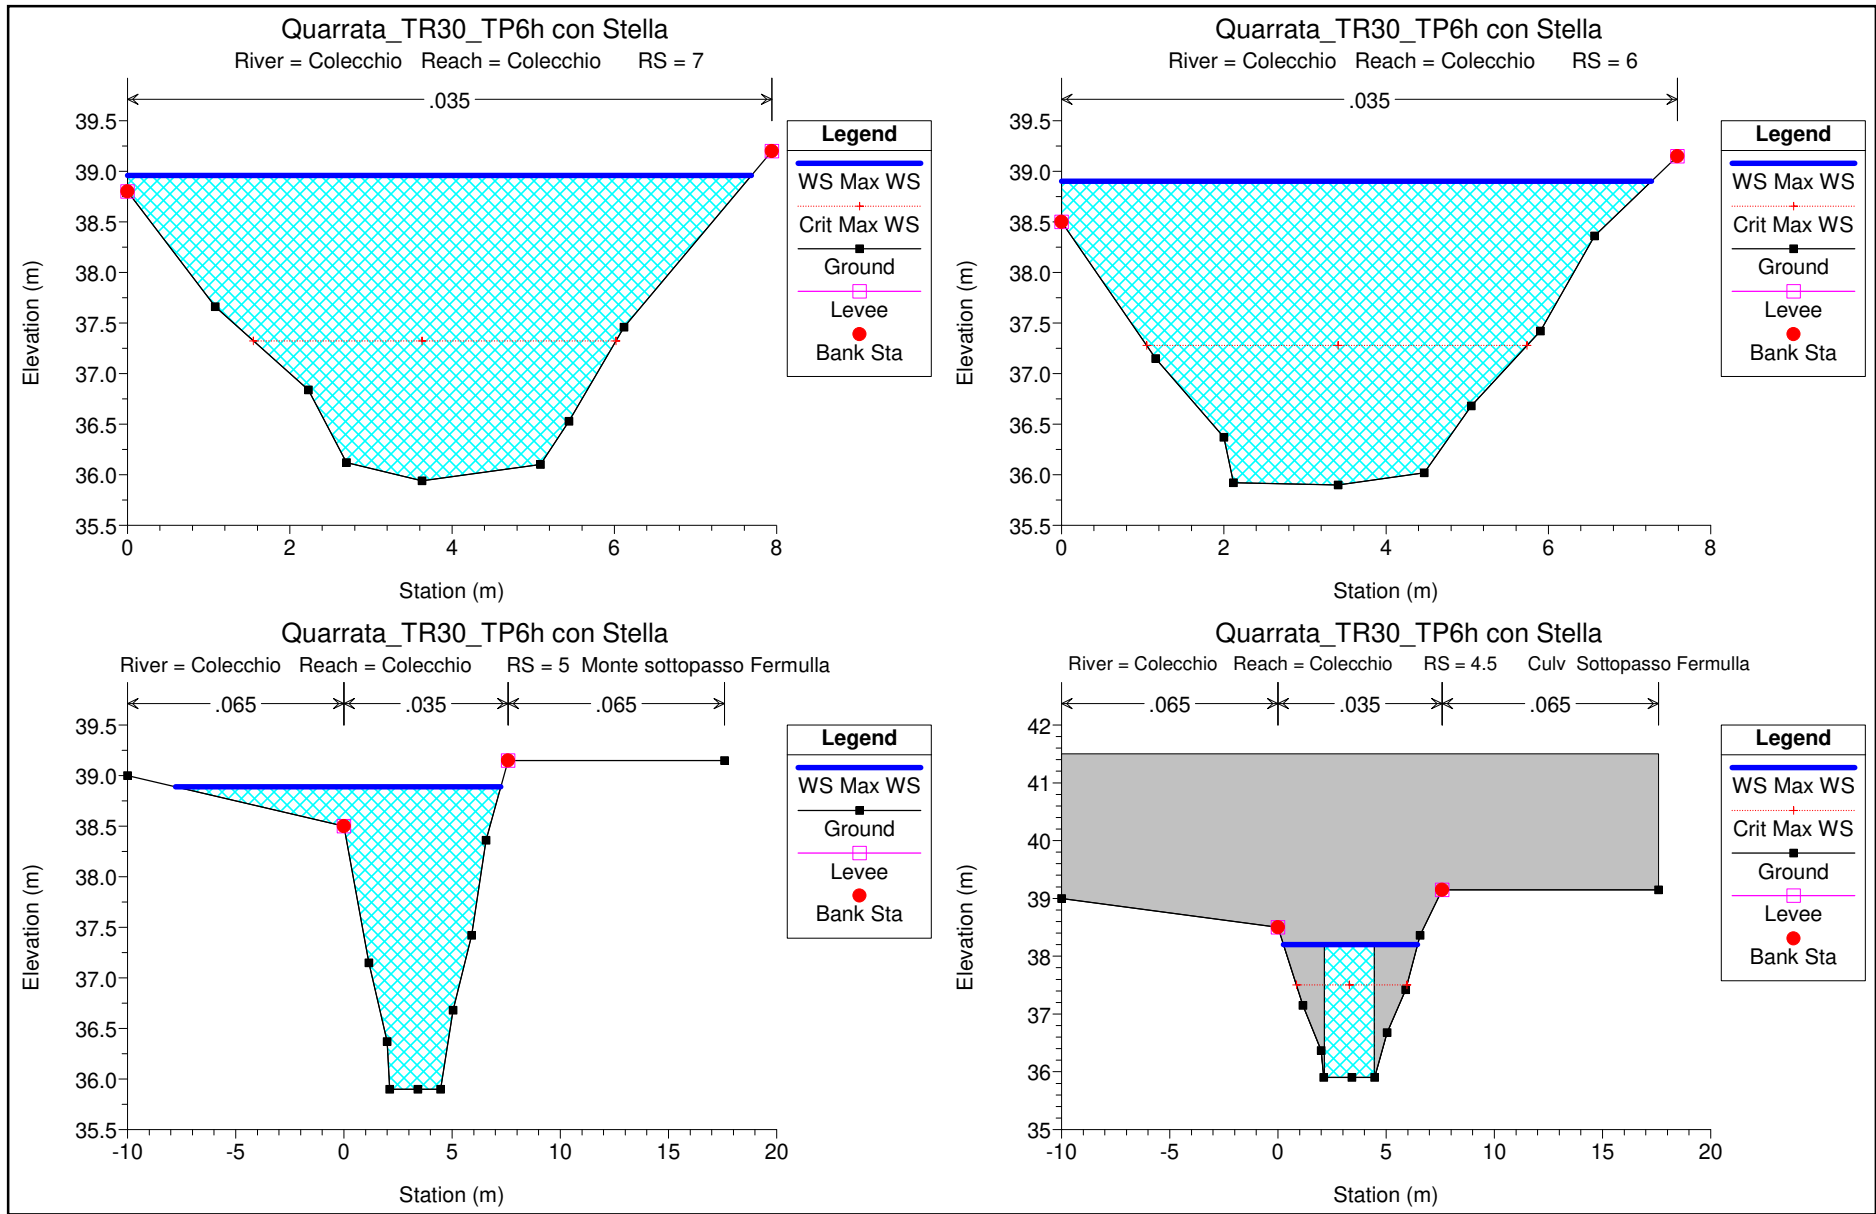 Quarrata_TR30_TP6h con Stella
River = Colecchio Reach = Colecchio RS = 7
.035
39.5
39.0
38.5
38.0
37.5
37.0
36.5
36.0
35.5
0
2
4
6
8
Station (m)
Elevation (m)
Legend
WS Max WS
Crit Max WS
Ground
Levee
Bank Sta
Quarrata_TR30_TP6h con Stella
River = Colecchio Reach = Colecchio RS = 6
.035
39.5
39.0
38.5
38.0
37.5
37.0
36.5
36.0
35.5
0
2
4
6
8
Station (m)
Elevation (m)
Legend
WS Max WS
Crit Max WS
Ground
Levee
Bank Sta
Quarrata_TR30_TP6h con Stella
River = Colecchio Reach = Colecchio RS = 5 Monte sottopasso Fermulla
.065
.035
.065
39.5
39.0
38.5
38.0
37.5
37.0
36.5
36.0
35.5
-10
-5
0
5
10
15
20
Station (m)
Elevation (m)
Legend
WS Max WS
Ground
Levee
Bank Sta
Quarrata_TR30_TP6h con Stella
River = Colecchio Reach = Colecchio RS = 4.5 Culv Sottopasso Fermulla
.065
.035
.065
42
41
40
39
38
37
36
35
-10
-5
0
5
10
15
20
Station (m)
Elevation (m)
Legend
WS Max WS
Crit Max WS
Ground
Levee
Bank Sta